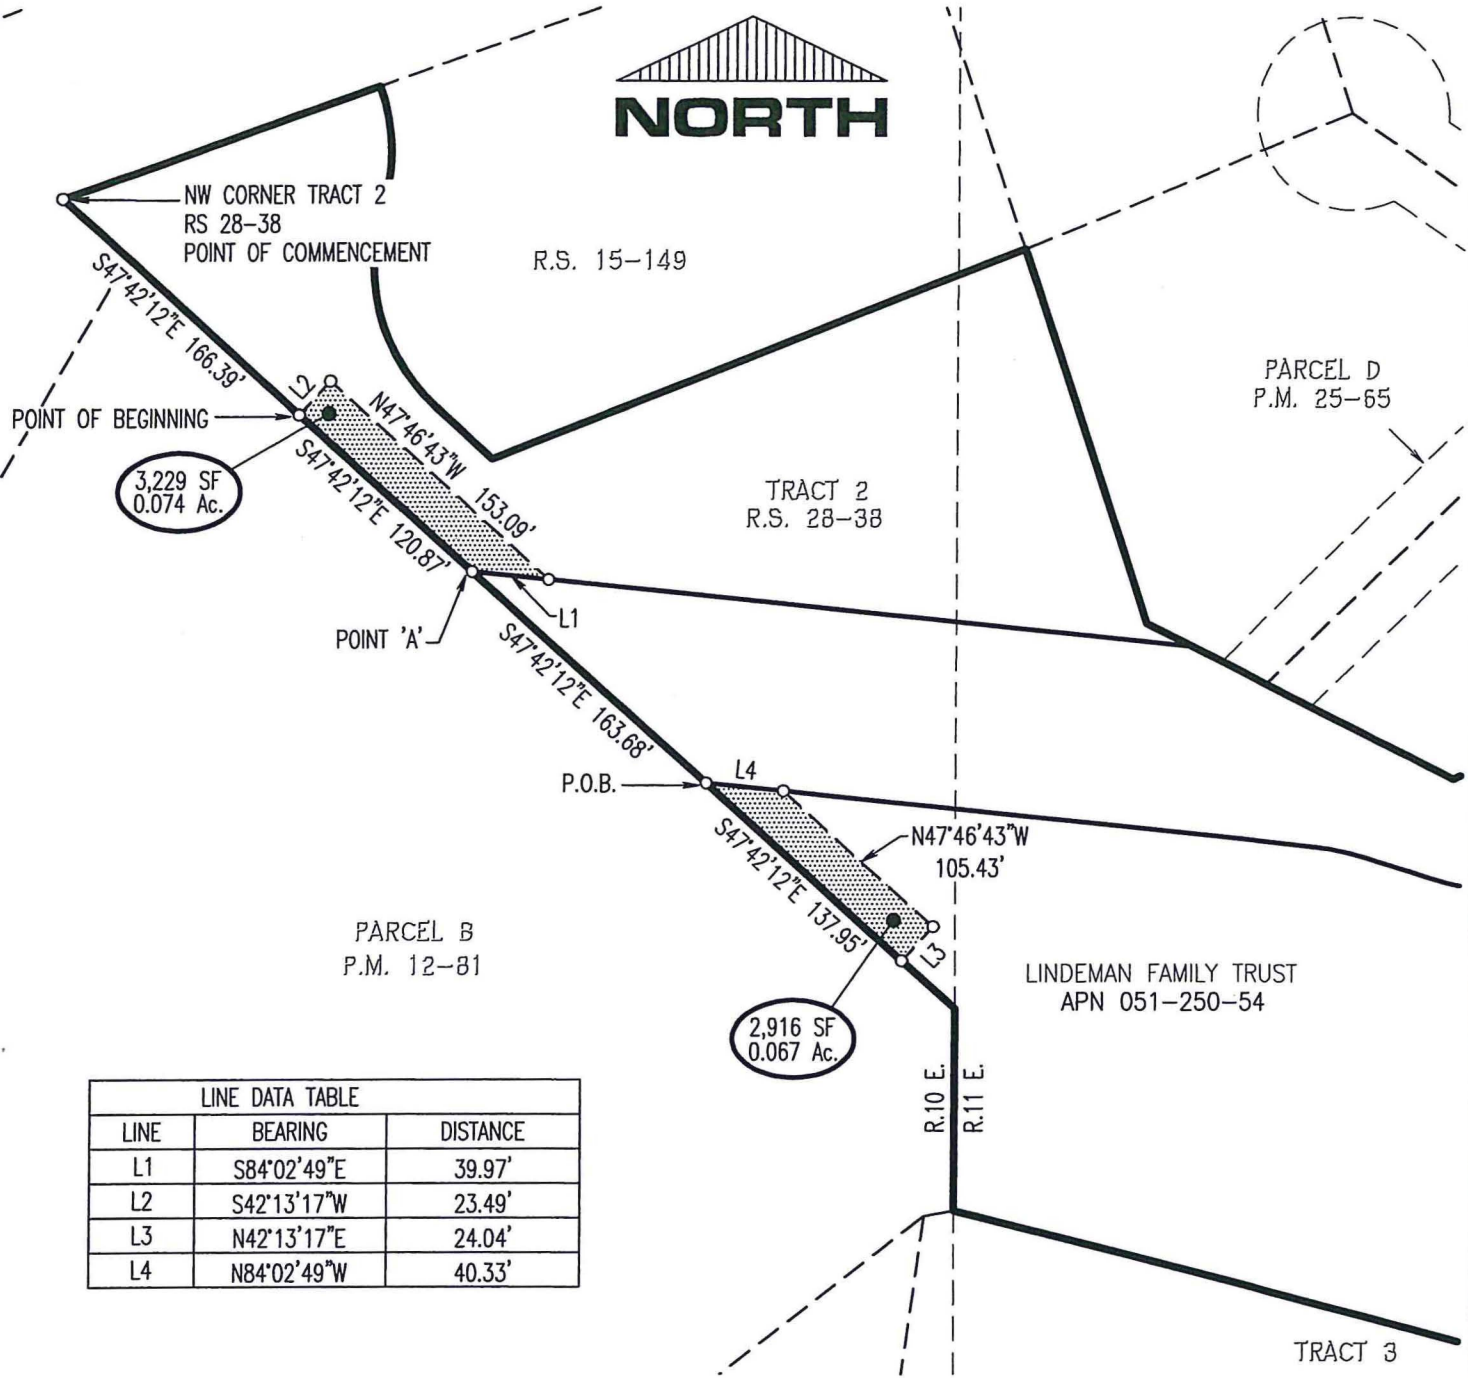 NORTH
NW CORNER TRACT 2
RS 28-38
POINT OF COMMENCEMENT
R.S. 15-149
S47°42'12"E 166.39'
PARCEL D
P.M. 25-65
L2
N47°46'43"W 153.09'
POINT OF BEGINNING
S47°42'12"E 120.87'
3,229 SF
0.074 Ac.
TRACT 2
R.S. 28-38
L1
POINT 'A'
S47°42'12"E 163.68'
P.O.B.
L4
N47°46'43"W
105.43'
S47°42'12"E 137.95'
L3
PARCEL B
P.M. 12-81
LINDEMAN FAMILY TRUST
APN 051-250-54
2,916 SF
0.067 Ac.
R.10 E.
R.11 E.
LINE DATA TABLE
LINE BEARING DISTANCE
L1 S84°02'49"E 39.97'
L2 S42°13'17"W 23.49'
L3 N42°13'17"E 24.04'
L4 N84°02'49"W 40.33'
TRACT 3